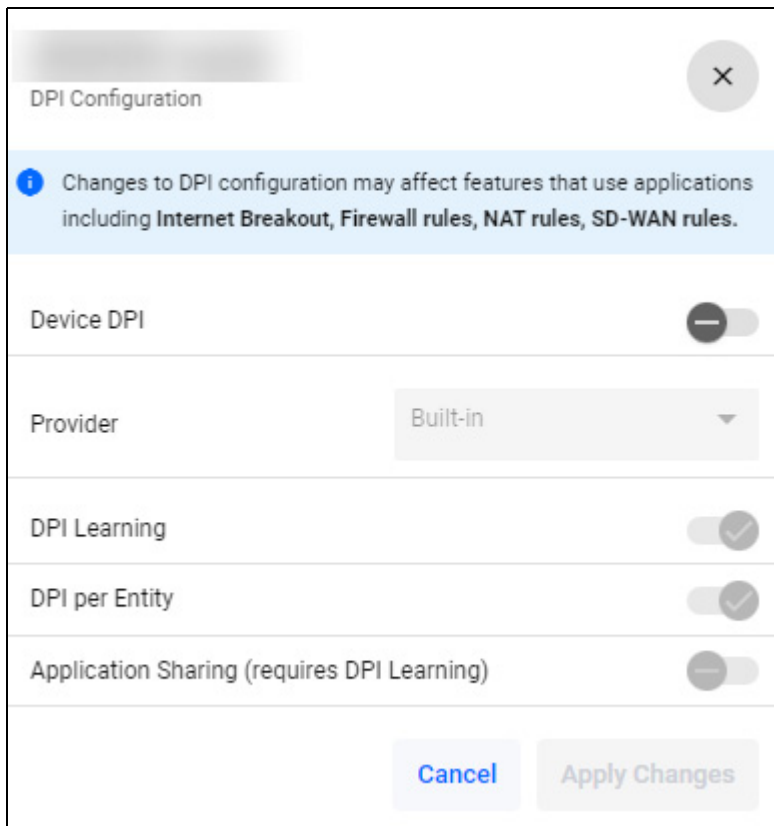 DPI Configuration
Changes to DPI configuration may affect features that use applications
including Internet Breakout, Firewall rules, NAT rules, SD-WAN rules.
Device DPI
Provider
Built-in
DPI Learning
DPI per Entity
Application Sharing (requires DPI Learning)
Cancel
Apply Changes